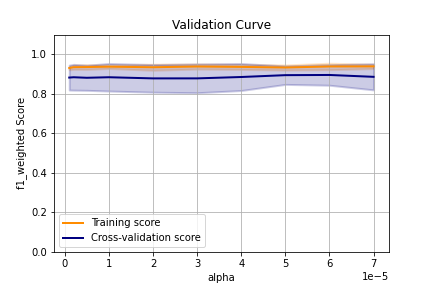 Validation Curve
f1_weighted Score
1.0
0.8
0.6
0.4
0.2
0.0
Training score
Cross-validation score
0 1 2 3 4 5 6 7
1e−5
alpha